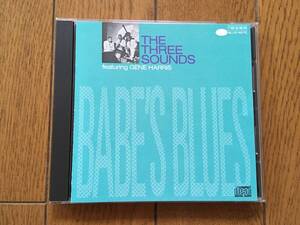 THE
THREE
SOUNDS
featuring GENE HARRIS
BABE'S BLUES